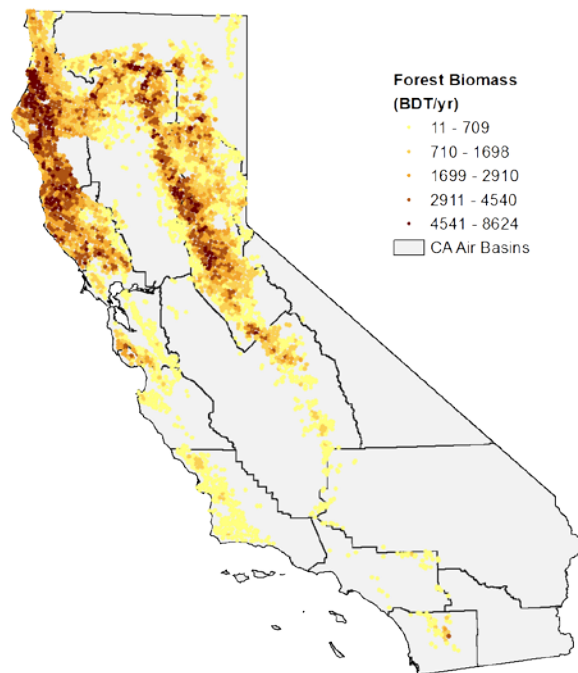 Forest Biomass
(BDT/yr)
11 - 709
710 - 1698
1699 - 2910
2911 - 4540
4541 - 8624
CA Air Basins